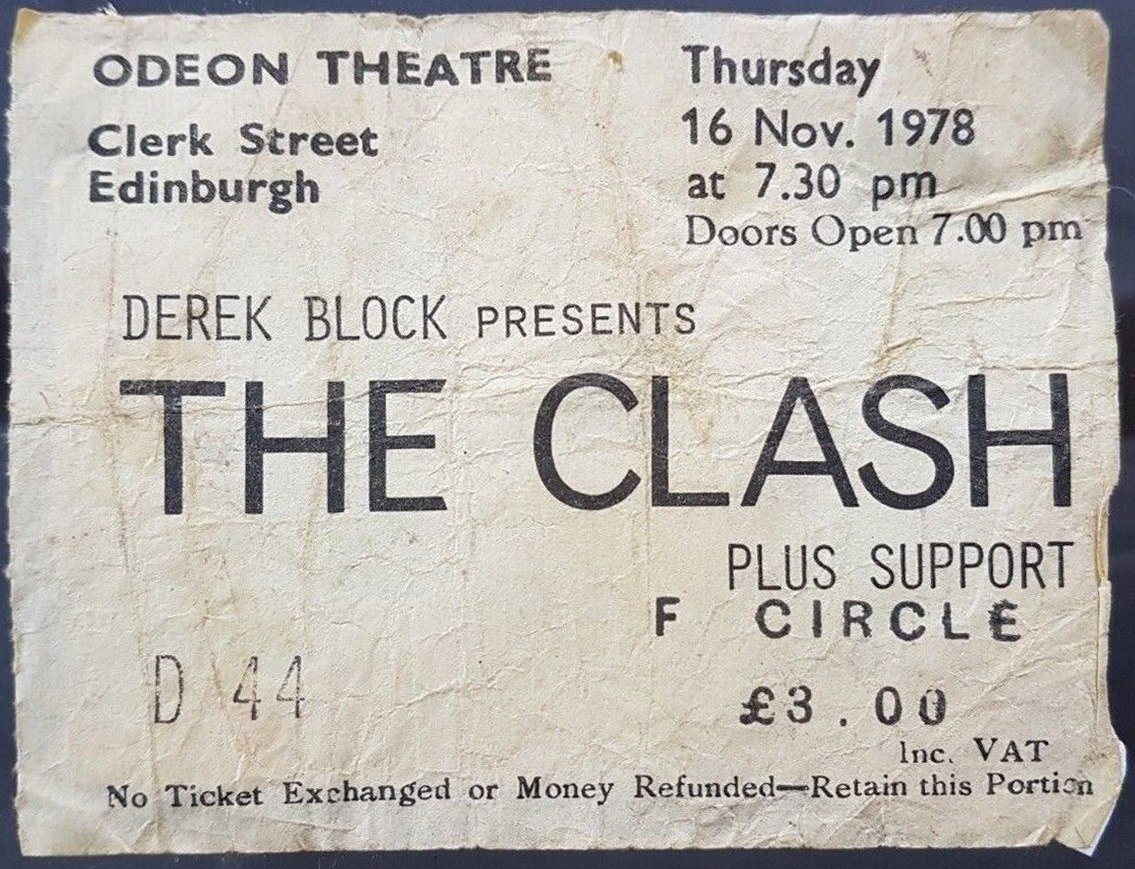 ODEON THEATRE
Clerk Street
Edinburgh
Thursday
16 Nov. 1978
at 7.30 pm
Doors Open 7.00 pm
DEREK BLOCK PRESENTS
THE CLASH
PLUS SUPPORT
F CIRCLE
D 44
£3.00
Inc. VAT
No Ticket Exchanged or Money Refunded—Retain this Portion